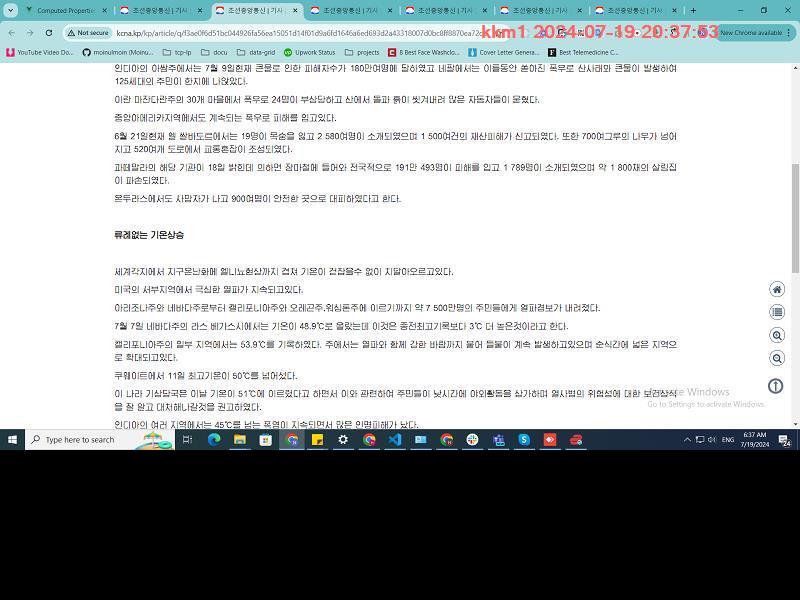 Computed Properties
조선중앙통신 | 기사
조선중앙통신 | 기사
조선중앙통신 | 기사
조선중앙통신 | 기사
조선중앙통신 | 기사
조선중앙통신 | 기사
Not secure
kcna.kp/kp/article/q/f3ae0f6d51bc044926fa56ea15051d14f01d9a6fd1646a6ed693d2a43318007d0bc8ff8870ea72c
kkm1 2024-07-19-20:37:53
New Chrome available
YouTube Video Do...
moinulmoin (Moinul...
tcp-ip
docu
data-grid
Upwork Status
projects
8 Best Face Washclo...
Cover Letter Genera...
Best Telemedicine C...
인디아의 아쌈주에서는 7월 9일현재 큰물로 인한 피해자수가 180만여명에 달하였고 네팔에서는 이틀동안 쏟아진 폭우로 산사태와 큰물이 발생하여
125세대의 주민이 한지에 나앉았다.
이란 마잔다란주의 30개 마을에서 폭우로 24명이 부상당하고 산에서 돌과 흙이 씻겨내려 많은 자동차들이 묻혔다.
중앙아메리카지역에서도 계속되는 폭우로 피해를 입고있다.
6월 21일현재 엘 쌀바도르에서는 19명이 목숨을 잃고 2 580여명이 소개되였으며 1 500여건의 재산피해가 신고되였다. 또한 700여그루의 나무가 넘어
지고 520여개 도로에서 교통혼잡이 조성되였다.
과떼말라의 해당 기관이 18일 밝힌데 의하면 장마철에 들어와 전국적으로 191만 493명이 피해를 입고 1 789명이 소개되였으며 약 1 800채의 살림집
이 파손되였다.
온두라스에서도 사망자가 나고 900여명이 안전한 곳으로 대피하였다고 한다.
류례없는 기온상승
세계각지에서 지구온난화에 엘니뇨현상까지 겹쳐 기온이 걷잡을수 없이 치달아오르고있다.
미국의 서부지역에서 극심한 열파가 지속되고있다.
아리조나주와 네바다주로부터 캘리포니아주와 오레곤주,워싱톤주에 이르기까지 약 7 500만명의 주민들에게 열파경보가 내려졌다.
7월 7일 네바다주의 라스 베가스시에서는 기온이 48.9℃로 올랐는데 이것은 종전최고기록보다 3℃ 더 높은것이라고 한다.
캘리포니아주의 일부 지역에서는 53.9℃를 기록하였다. 주에서는 열파와 함께 강한 바람까지 불어 들불이 계속 발생하고있으며 순식간에 넓은 지역으
로 확대되고있다.
쿠웨이트에서 11일 최고기온이 50℃를 넘어섰다.
이 나라 기상당국은 이날 기온이 51℃에 이르렀다고 하면서 이와 관련하여 주민들이 낮시간에 야외활동을 삼가하며 열사병의 위험성에 대한 보건상식
을 잘 알고 대처해나갈것을 권고하였다.
인디아의 여러 지역에서는 45℃를 넘는 폭염이 지속되면서 많은 인명피해가 났다.
Activate Windows
Go to Settings to activate Windows.
Type here to search
ENG
6:37 AM
7/19/2024
24